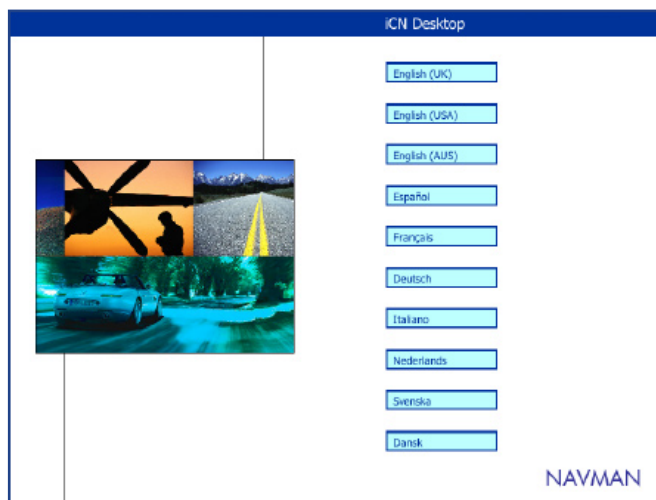 iCN Desktop
English (UK)
English (USA)
English (AUS)
Español
Français
Deutsch
Italiano
Nederlands
Svenska
Dansk
NAVMAN